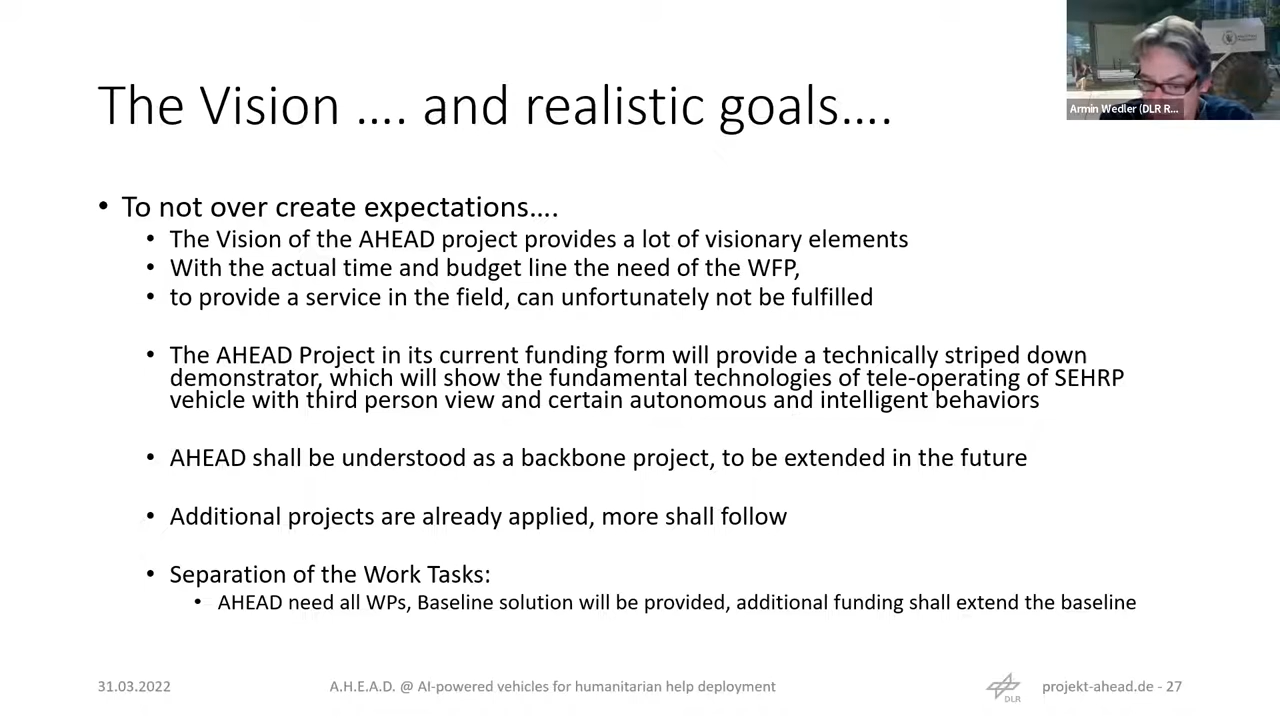 The Vision .... and realistic goals....
Armin Wedler (DLR R...
• To not over create expectations....
• The Vision of the AHEAD project provides a lot of visionary elements
• With the actual time and budget line the need of the WFP,
• to provide a service in the field, can unfortunately not be fulfilled
• The AHEAD Project in its current funding form will provide a technically striped down
demonstrator, which will show the fundamental technologies of tele-operating of SEHRP
vehicle with third person view and certain autonomous and intelligent behaviors
• AHEAD shall be understood as a backbone project, to be extended in the future
• Additional projects are already applied, more shall follow
• Separation of the Work Tasks:
• AHEAD need all WPs, Baseline solution will be provided, additional funding shall extend the baseline
31.03.2022
A.H.E.A.D. @ AI-powered vehicles for humanitarian help deployment
DLR
projekt-ahead.de - 27